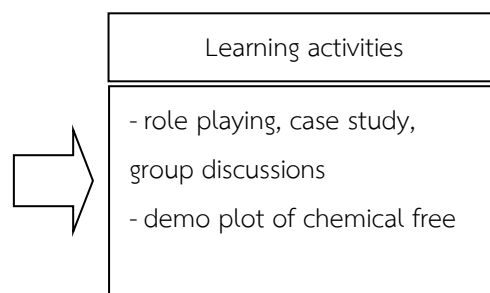 Learning activities
- role playing, case study,
group discussions
- demo plot of chemical free